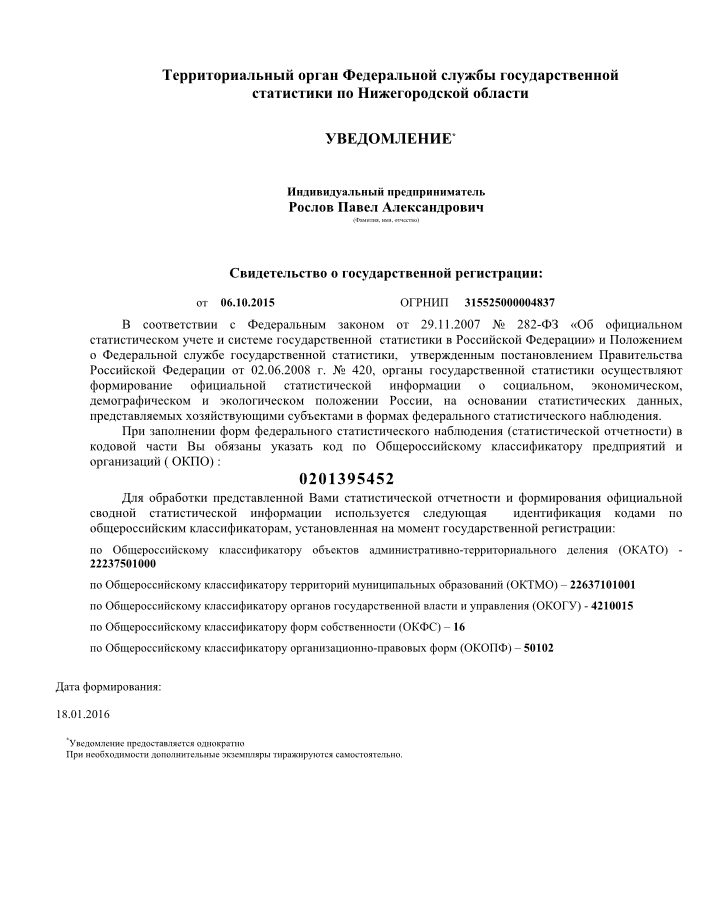 Территориальный орган Федеральной службы государственной
статистики по Нижегородской области
УВЕДОМЛЕНИЕ*
Индивидуальный предприниматель
Рослов Павел Александрович
(Фамилия, имя, отчество)
Свидетельство о государственной регистрации:
от 06.10.2015 ОГРНИП 315525000004837
В соответствии с Федеральным законом от 29.11.2007 № 282-ФЗ «Об официальном
статистическом учете и системе государственной статистики в Российской Федерации» и Положением
о Федеральной службе государственной статистики, утвержденным постановлением Правительства
Российской Федерации от 02.06.2008 г. № 420, органы государственной статистики осуществляют
формирование официальной статистической информации о социальном, экономическом,
демографическом и экологическом положении России, на основании статистических данных,
представляемых хозяйствующими субъектами в формах федерального статистического наблюдения.
При заполнении форм федерального статистического наблюдения (статистической отчетности) в
кодовой части Вы обязаны указать код по Общероссийскому классификатору предприятий и
организаций ( ОКПО) :
0201395452
Для обработки представленной Вами статистической отчетности и формирования официальной
сводной статистической информации используется следующая идентификация кодами по
общероссийским классификаторам, установленная на момент государственной регистрации:
по Общероссийскому классификатору объектов административно-территориального деления (ОКАТО) -
22237501000
по Общероссийскому классификатору территорий муниципальных образований (ОКТМО) – 22637101001
по Общероссийскому классификатору органов государственной власти и управления (ОКОГУ) - 4210015
по Общероссийскому классификатору форм собственности (ОКФС) – 16
по Общероссийскому классификатору организационно-правовых форм (ОКОПФ) – 50102
Дата формирования:
18.01.2016
*Уведомление предоставляется однократно
При необходимости дополнительные экземпляры тиражируются самостоятельно.